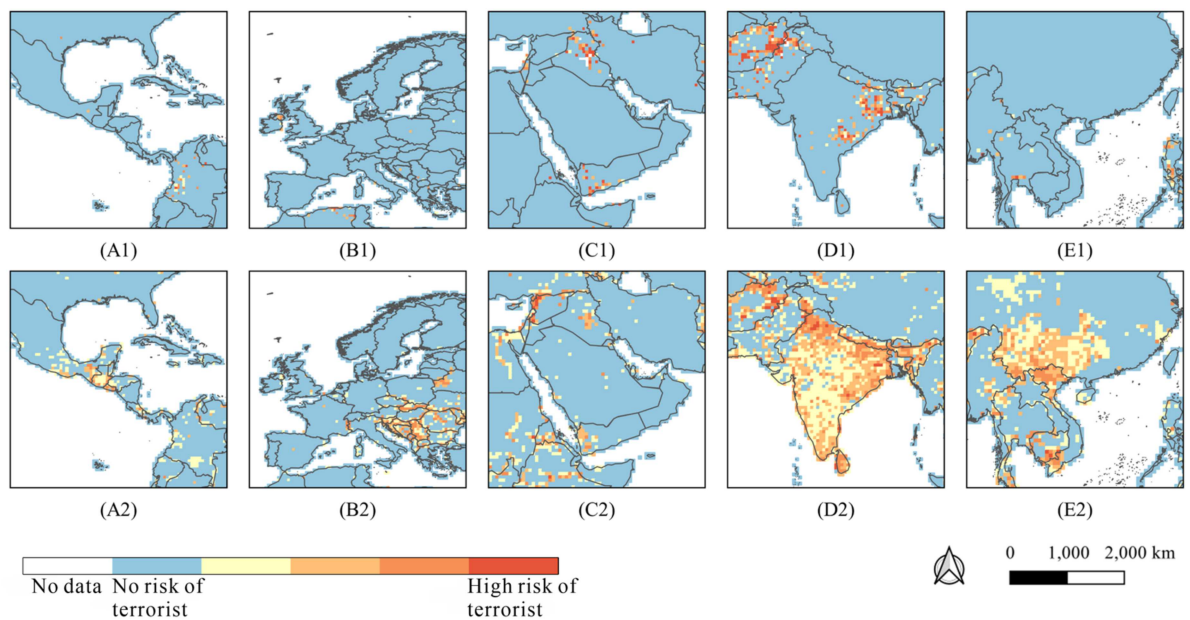 (A1) (B1) (C1) (D1) (E1)
(A2) (B2) (C2) (D2) (E2)
0 1,000 2,000 km
No data No risk of High risk of
terrorist terrorist